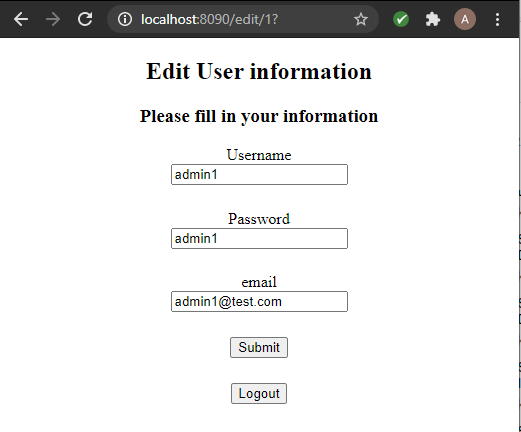 localhost:8090/edit/1?
A
Edit User information
Please fill in your information
Username
admin1
Password
admin1
email
admin1@test.com
Submit
Logout